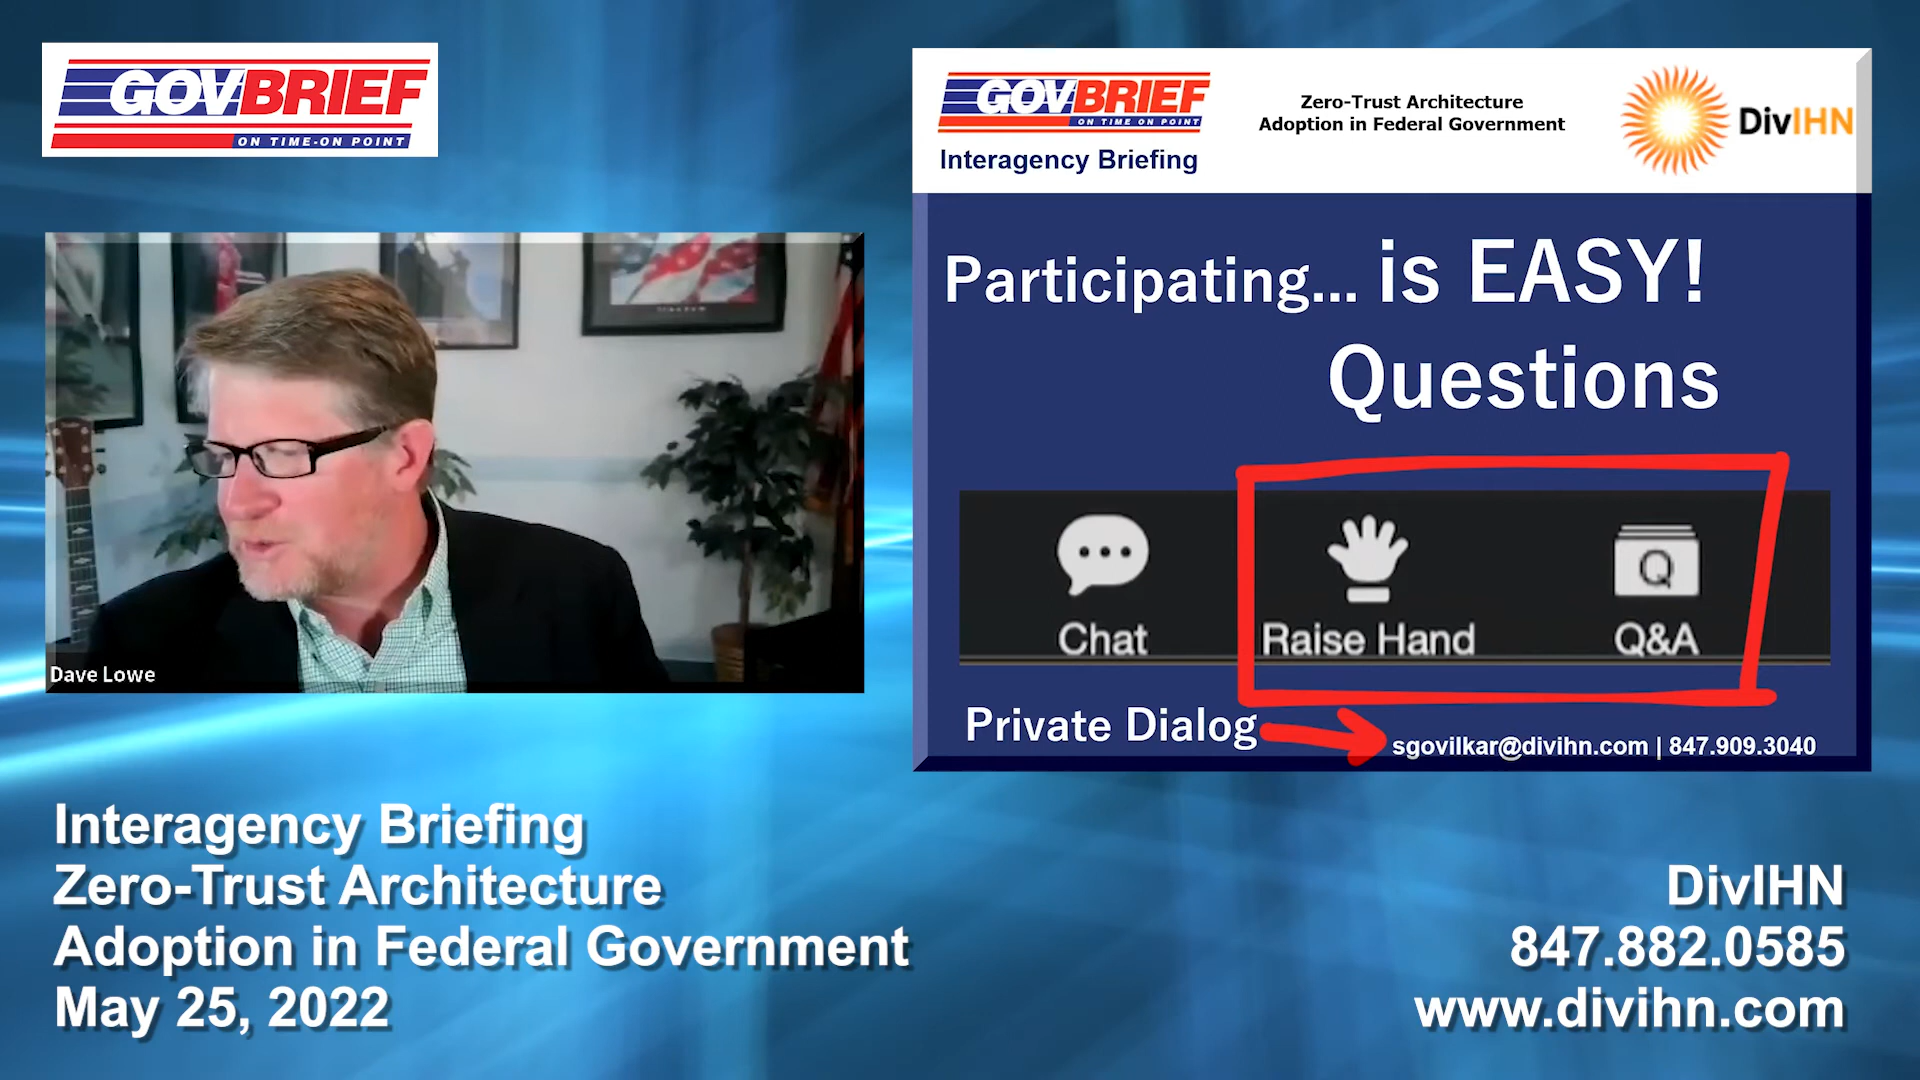 GOVBRIEF
ON TIME-ON POINT
GOVBRIEF
ON TIME ON POINT
Interagency Briefing
Zero-Trust Architecture
Adoption in Federal Government
DivIHN
Participating... is EASY!
Questions
Chat
Raise Hand
Q
Q&A
Private Dialog
sgovilkar@divihn.com | 847.909.3040
Dave Lowe
Interagency Briefing
Zero-Trust Architecture
Adoption in Federal Government
May 25, 2022
DivIHN
847.882.0585
www.divihn.com